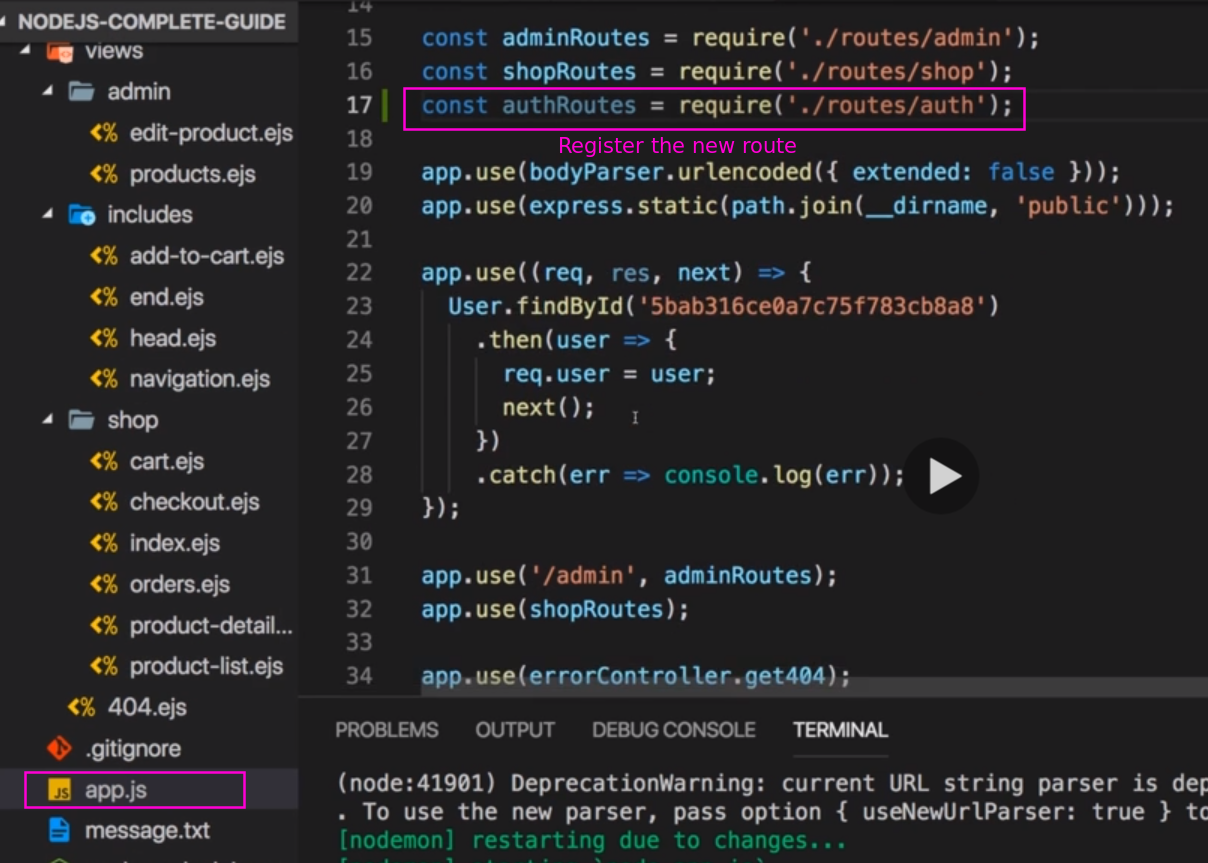 NODEJS-COMPLETE-GUIDE
views
admin
edit-product.ejs
products.ejs
includes
add-to-cart.ejs
end.ejs
head.ejs
navigation.ejs
shop
cart.ejs
checkout.ejs
index.ejs
orders.ejs
product-detail...
product-list.ejs
404.ejs
.gitignore
JS app.js
message.txt
14
15 const adminRoutes = require('./routes/admin');
16 const shopRoutes = require('./routes/shop');
17 const authRoutes = require('./routes/auth');
18
Register the new route
19 app.use(bodyParser.urlencoded({ extended: false }));
20 app.use(express.static(path.join(__dirname, 'public')));
21
22 app.use((req, res, next) => {
23 User.findById('5bab316ce0a7c75f783cb8a8')
24 .then(user => {
25 req.user = user;
26 next();
27 })
28 .catch(err => console.log(err));
29 });
30
31 app.use('/admin', adminRoutes);
32 app.use(shopRoutes);
33
34 app.use(errorController.get404);
PROBLEMS OUTPUT DEBUG CONSOLE TERMINAL
(node:41901) DeprecationWarning: current URL string parser is dep
. To use the new parser, pass option { useNewUrlParser: true } to
[nodemon] restarting due to changes...